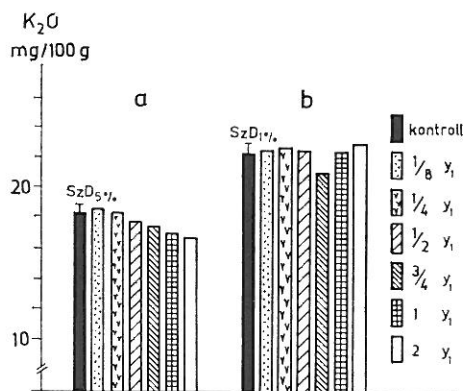 K₂O
mg/100 g
a
b
SzD₅%
SzD₁%
20
10
kontroll
1/8 y₁
1/4 y₁
1/2 y₁
3/4 y₁
1 y₁
2 y₁